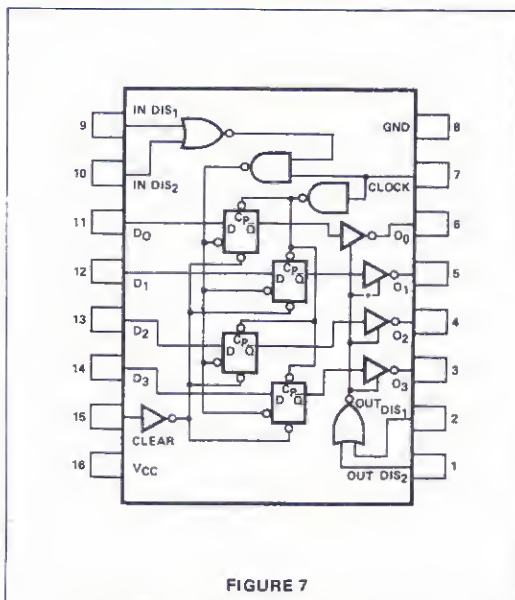 IN DIS1
9
GND
8
10
IN DIS2
CLOCK
7
11
D0
CP
D
Q
O0
6
12
D1
CP
D
Q
O1
5
13
D2
CP
D
Q
O2
4
14
D3
CP
D
Q
O3
3
15
CLEAR
OUT DIS1
2
16
VCC
OUT DIS2
1
FIGURE 7